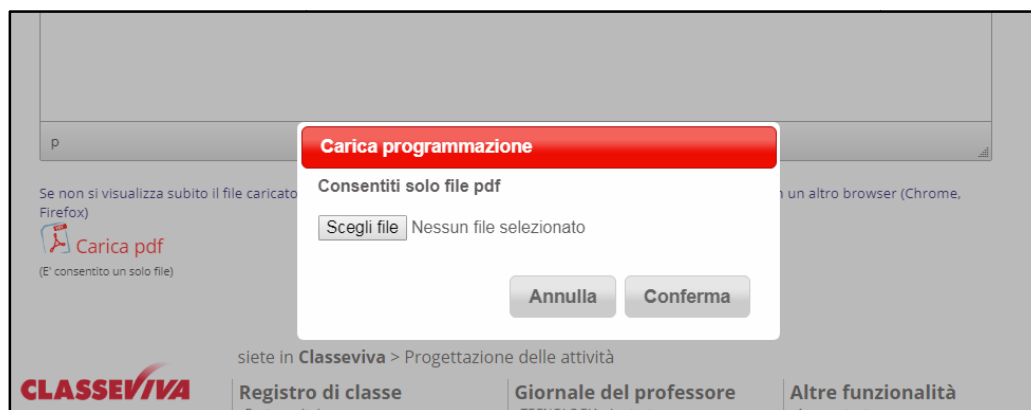 p
Carica programmazione
Consentiti solo file pdf
Se non si visualizza subito il file caricato
n un altro browser (Chrome,
Firefox)
Scegli file Nessun file selezionato
Carica pdf
(E' consentito un solo file)
Annulla Conferma
siete in Classeviva > Progettazione delle attività
CLASSEVIVA
Registro di classe Giornale del professore Altre funzionalità